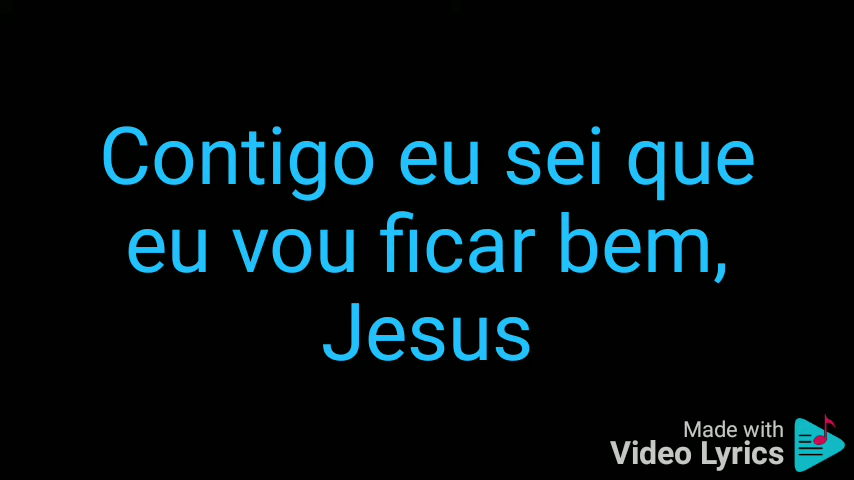 Contigo eu sei que
eu vou ficar bem,
Jesus
Made with
Video Lyrics